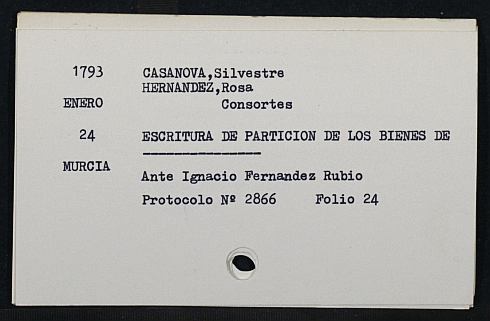 1793 CASANOVA,Silvestre
HERNANDEZ,Rosa
ENERO Consortes
24 ESCRITURA DE PARTICION DE LOS BIENES DE
---------------
MURCIA
Ante Ignacio Fernandez Rubio
Protocolo Nº 2866 Folio 24